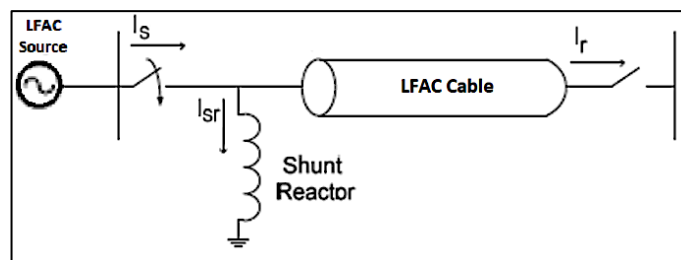 LFAC
Source
Is
Isr
Shunt
Reactor
LFAC Cable
Ir